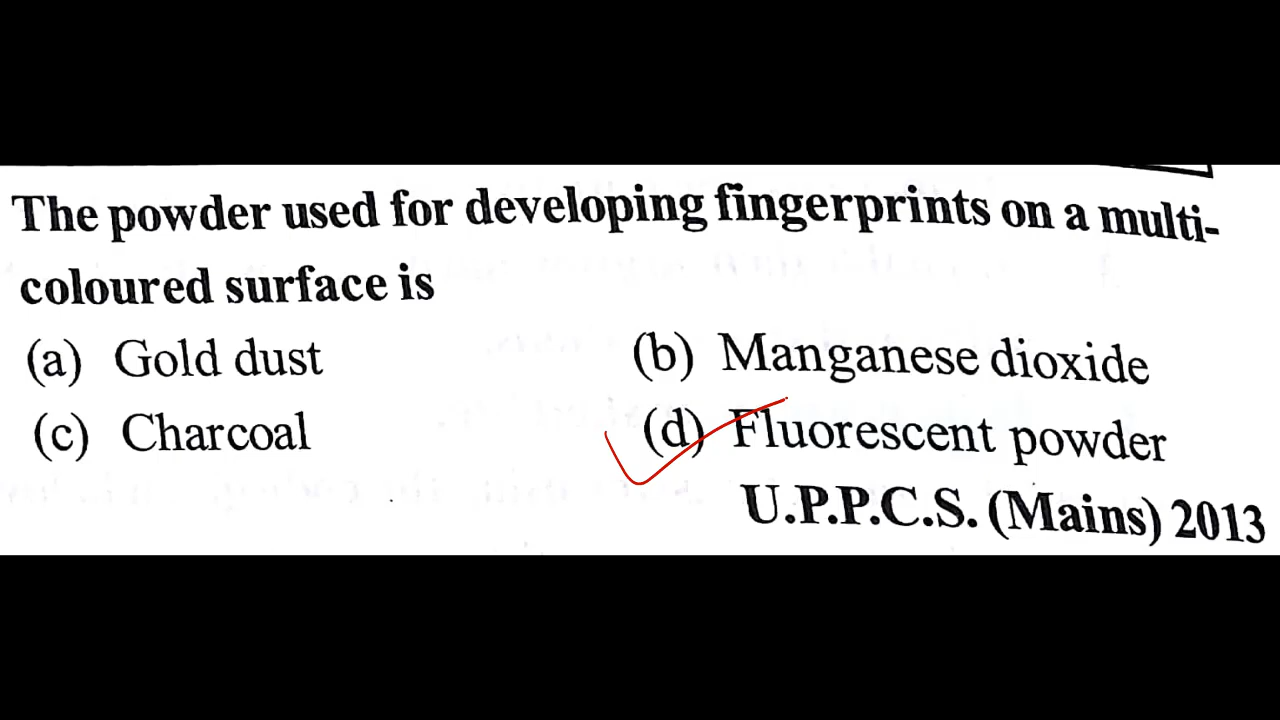 The powder used for developing fingerprints on a multi-
coloured surface is
(a) Gold dust (b) Manganese dioxide
(c) Charcoal (d) Fluorescent powder
U.P.P.C.S. (Mains) 2013